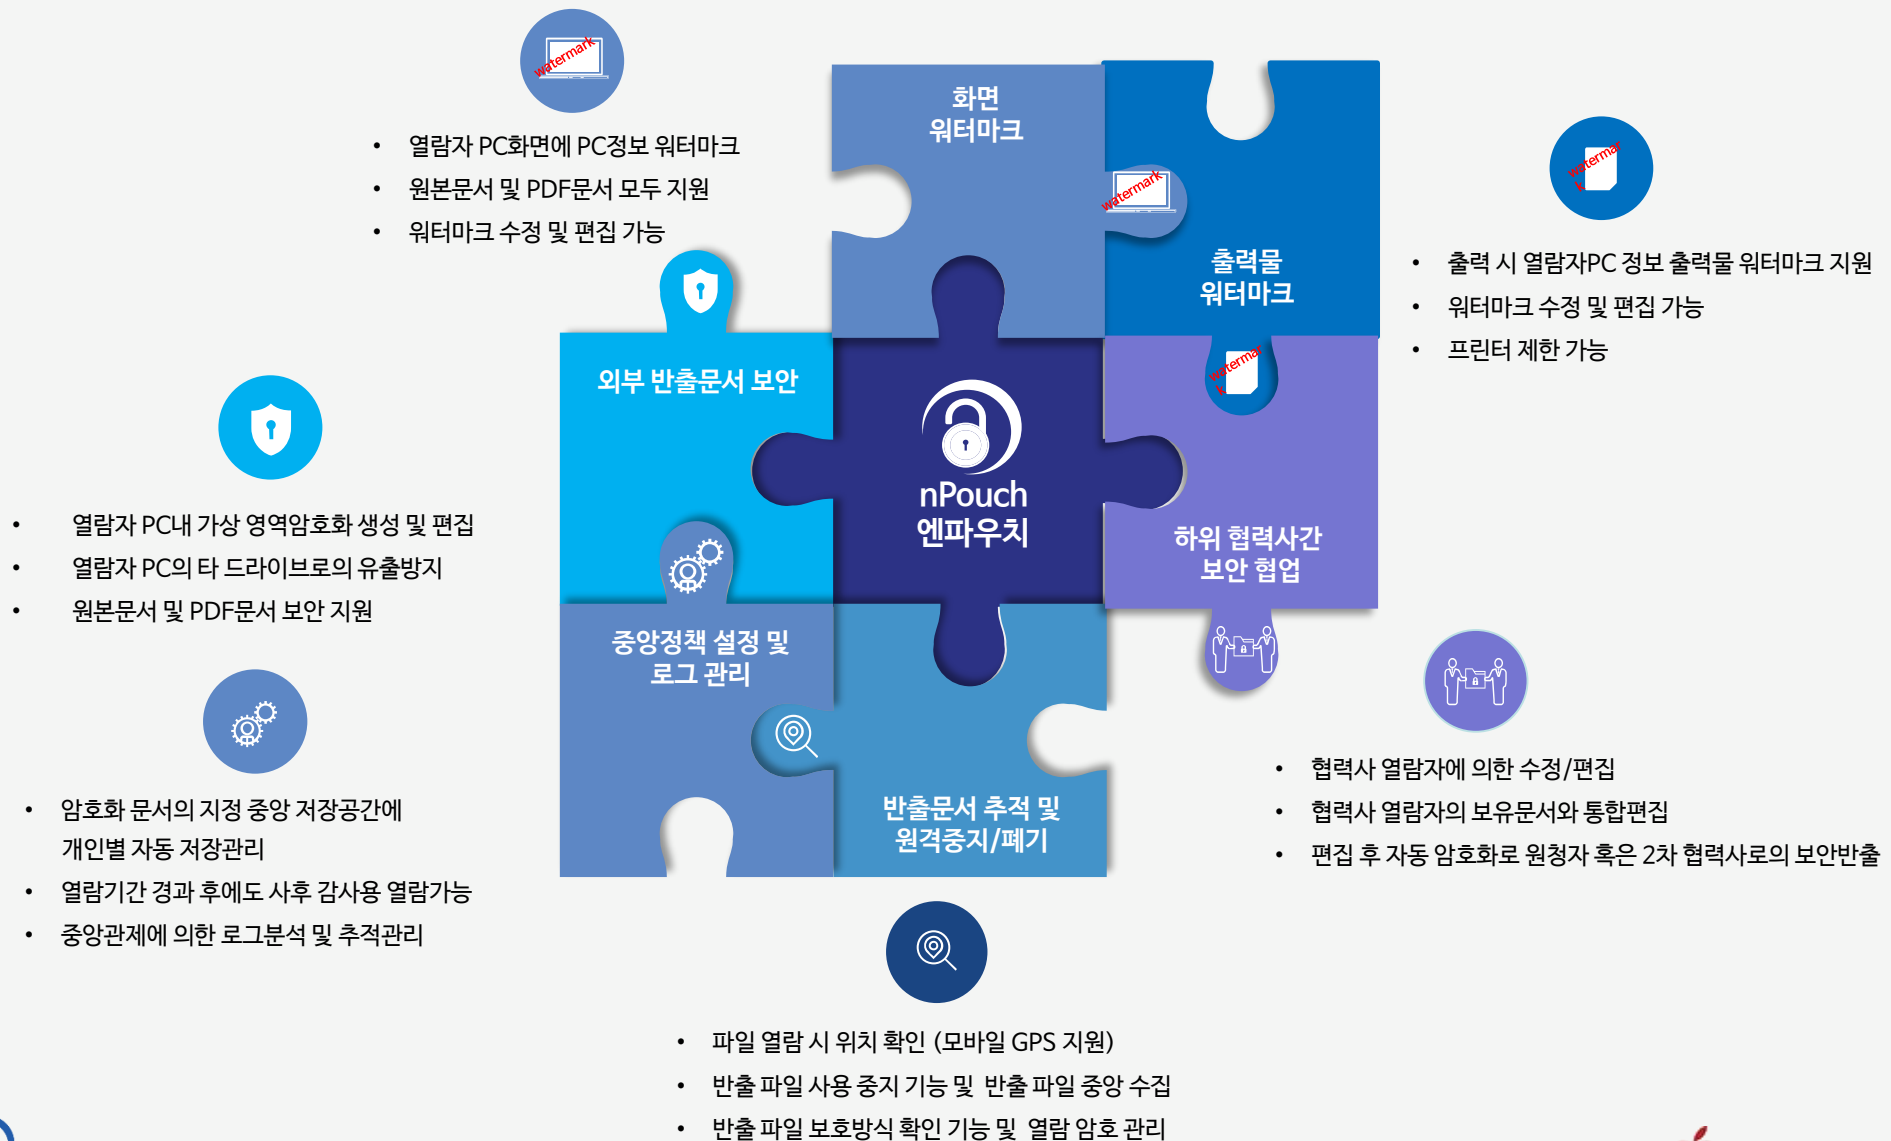 watermark
• 열람자 PC화면에 PC정보 워터마크
• 원본문서 및 PDF문서 모두 지원
• 워터마크 수정 및 편집 가능
화면
워터마크
watermark
출력물
워터마크
watermar
k
• 출력 시 열람자PC 정보 출력물 워터마크 지원
• 워터마크 수정 및 편집 가능
• 프린터 제한 가능
외부 반출문서 보안
nPouch
엔파우치
watermar
k
하위 협력사간
보안 협업
• 열람자 PC내 가상 영역암호화 생성 및 편집
• 열람자 PC의 타 드라이브로의 유출방지
• 원본문서 및 PDF문서 보안 지원
중앙정책 설정 및
로그 관리
반출문서 추적 및
원격중지/폐기
• 협력사 열람자에 의한 수정/편집
• 협력사 열람자의 보유문서와 통합편집
• 편집 후 자동 암호화로 원청자 혹은 2차 협력사로의 보안반출
• 암호화 문서의 지정 중앙 저장공간에
개인별 자동 저장관리
• 열람기간 경과 후에도 사후 감사용 열람가능
• 중앙관제에 의한 로그분석 및 추적관리
• 파일 열람 시 위치 확인 (모바일 GPS 지원)
• 반출 파일 사용 중지 기능 및 반출 파일 중앙 수집
• 반출 파일 보호방식 확인 기능 및 열람 암호 관리